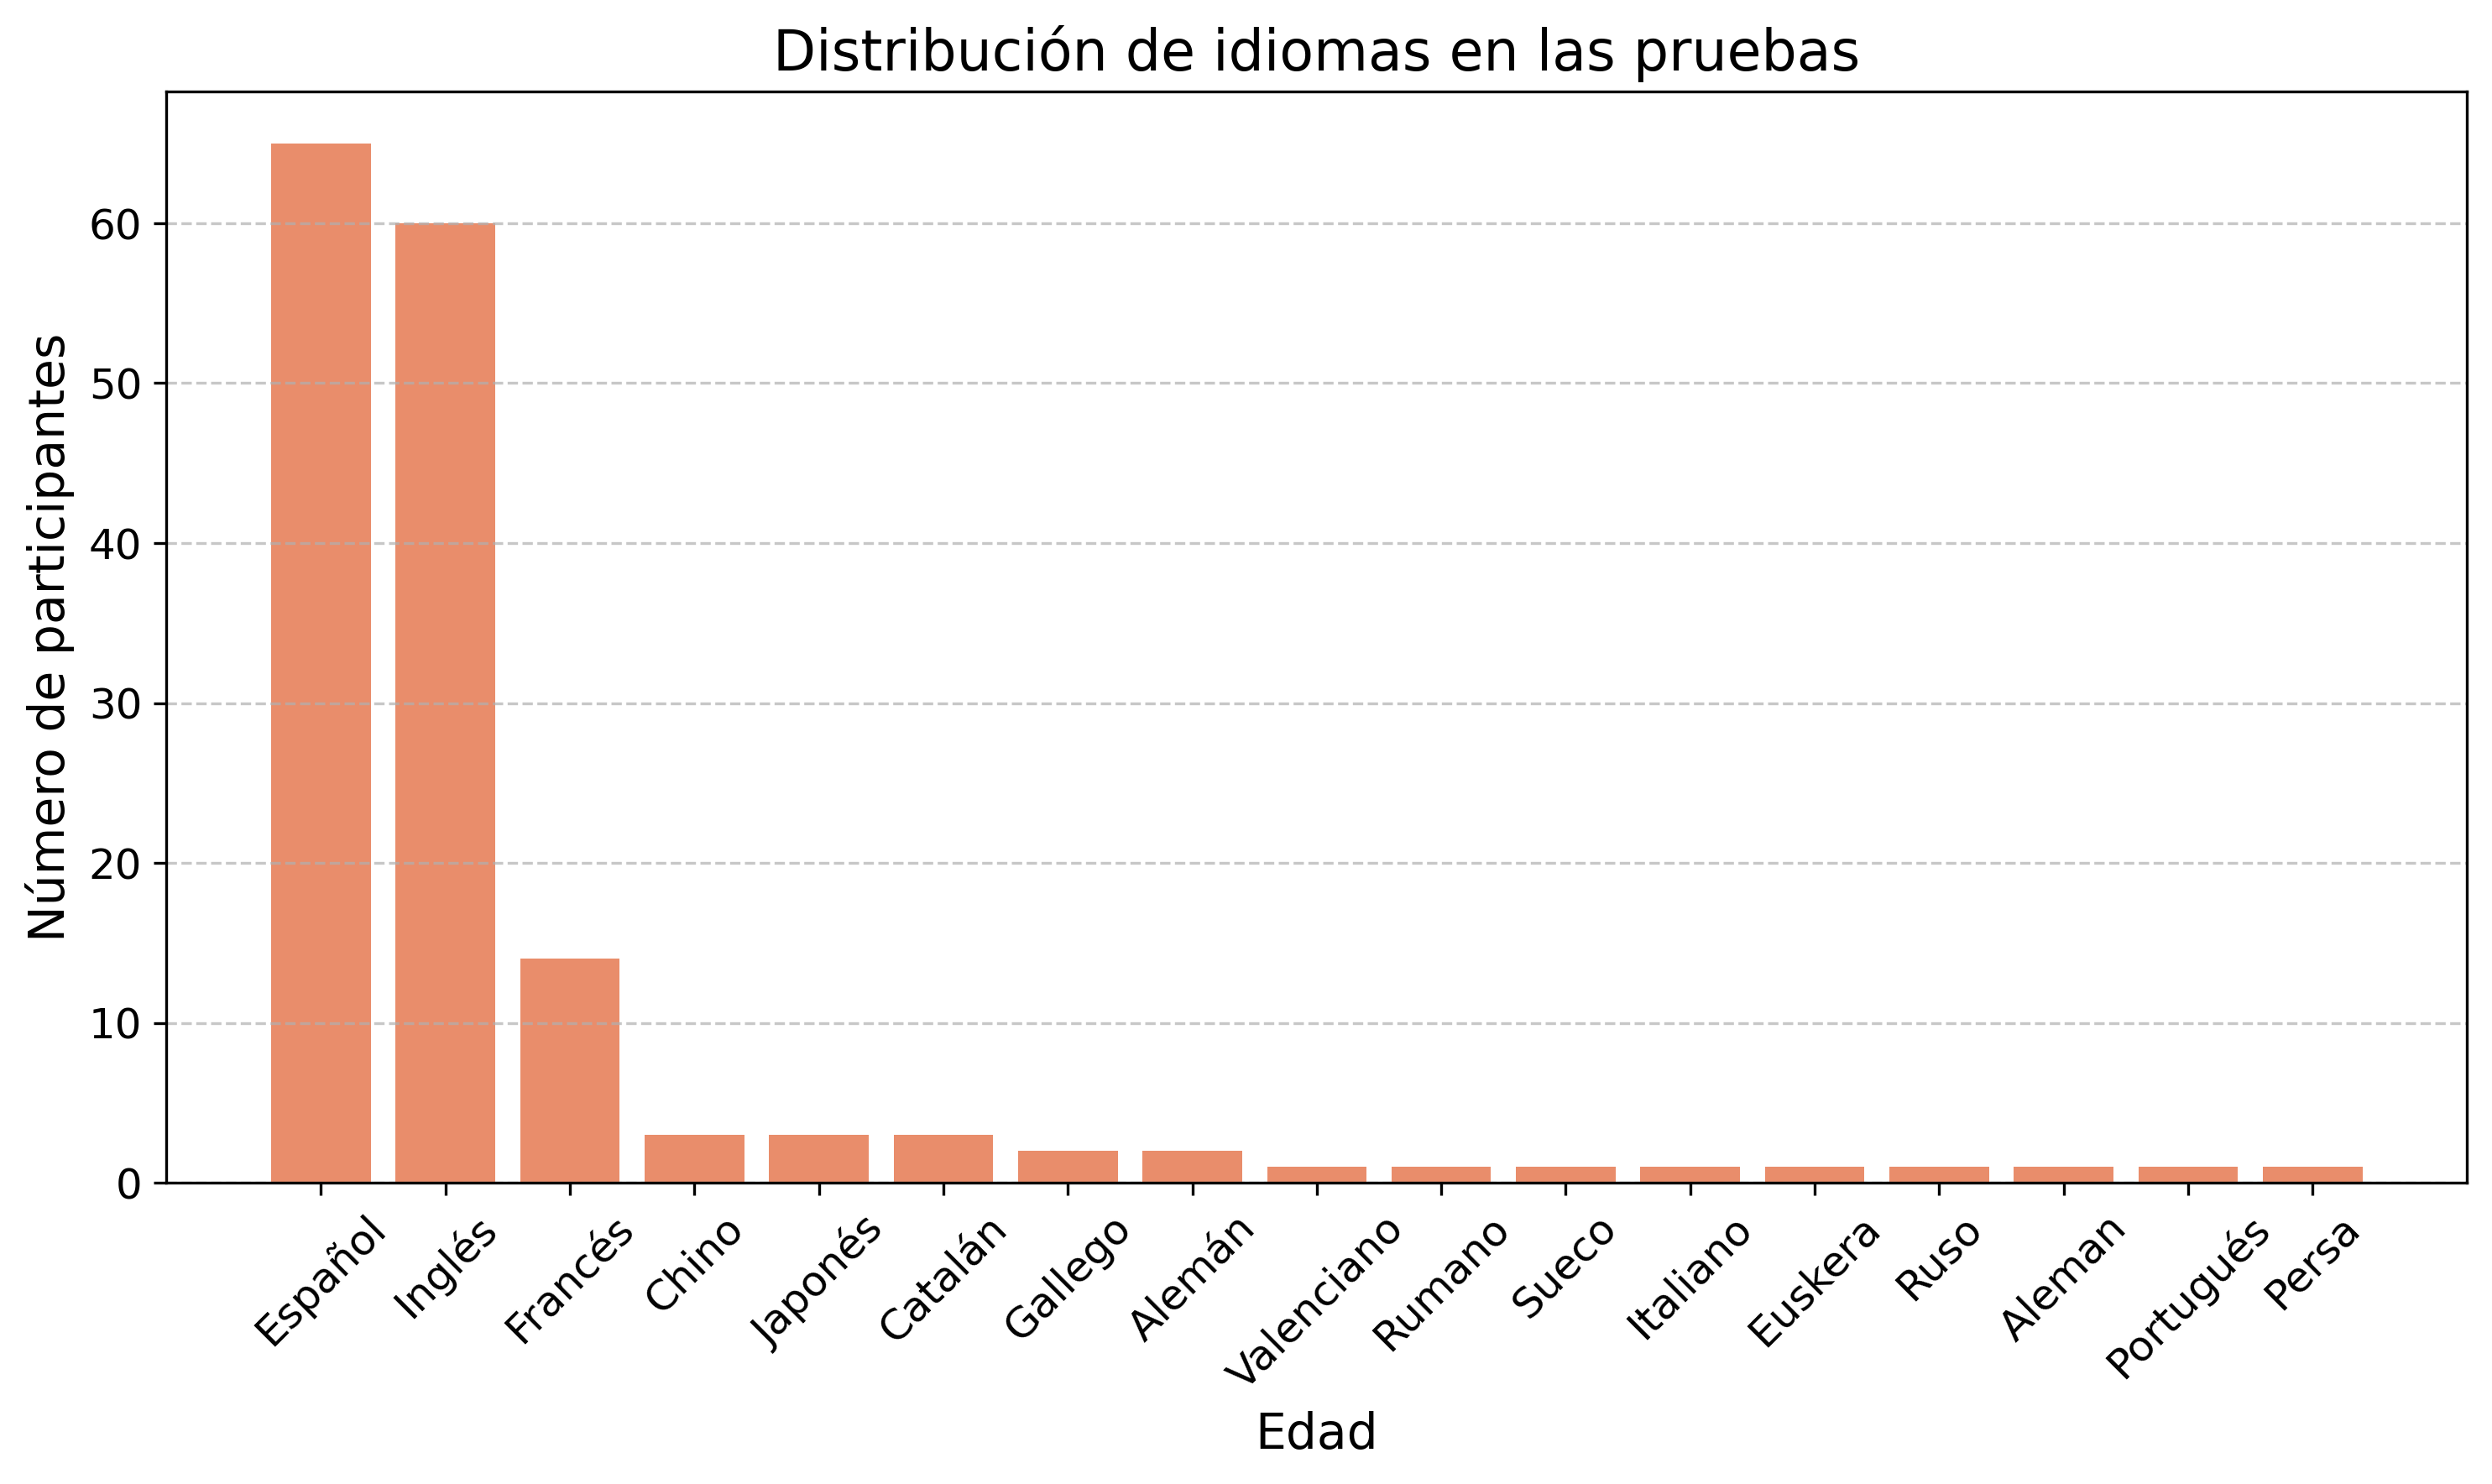 Distribución de idiomas en las pruebas
Número de participantes
60
50
40
30
20
10
0
Español
Inglés
Francés
Chino
Japonés
Catalán
Gallego
Alemán
Valenciano
Rumano
Sueco
Italiano
Euskera
Ruso
Aleman
Portugués
Persa
Edad